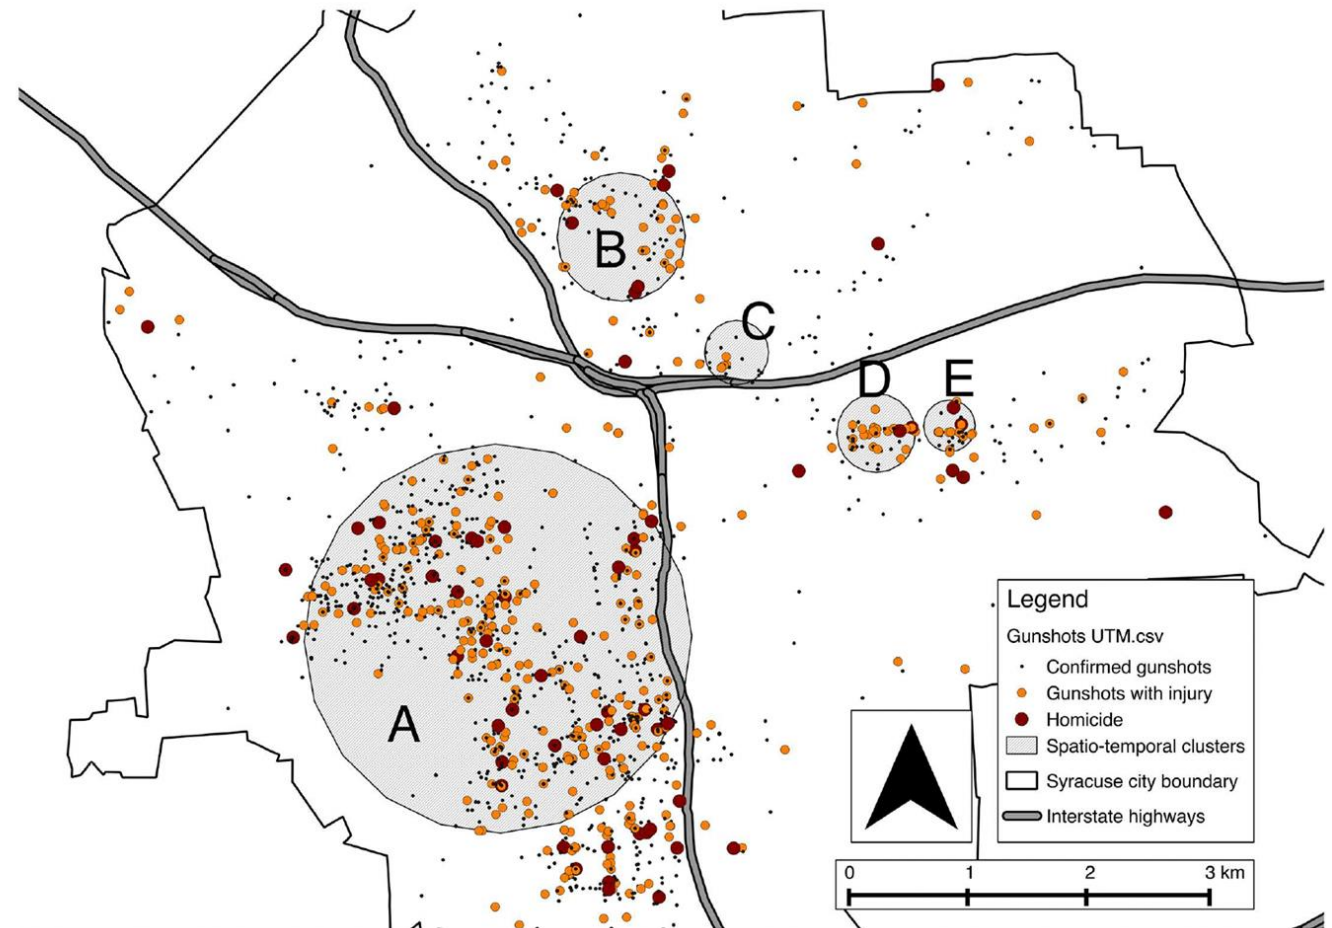 B
C
D
E
A
Legend
Gunshots UTM.csv
Confirmed gunshots
Gunshots with injury
Homicide
Spatio-temporal clusters
Syracuse city boundary
Interstate highways
0 1 2 3 km